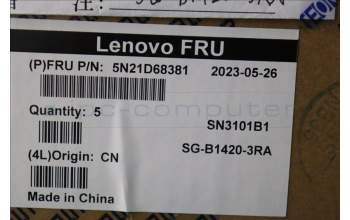 Lenovo FRU
(P)FRU P/N: 5N21D68381 2023-05-26
Quantity: 5
SN3101B1
(4L)Origin: CN
SG-B1420-3RA
Made in China